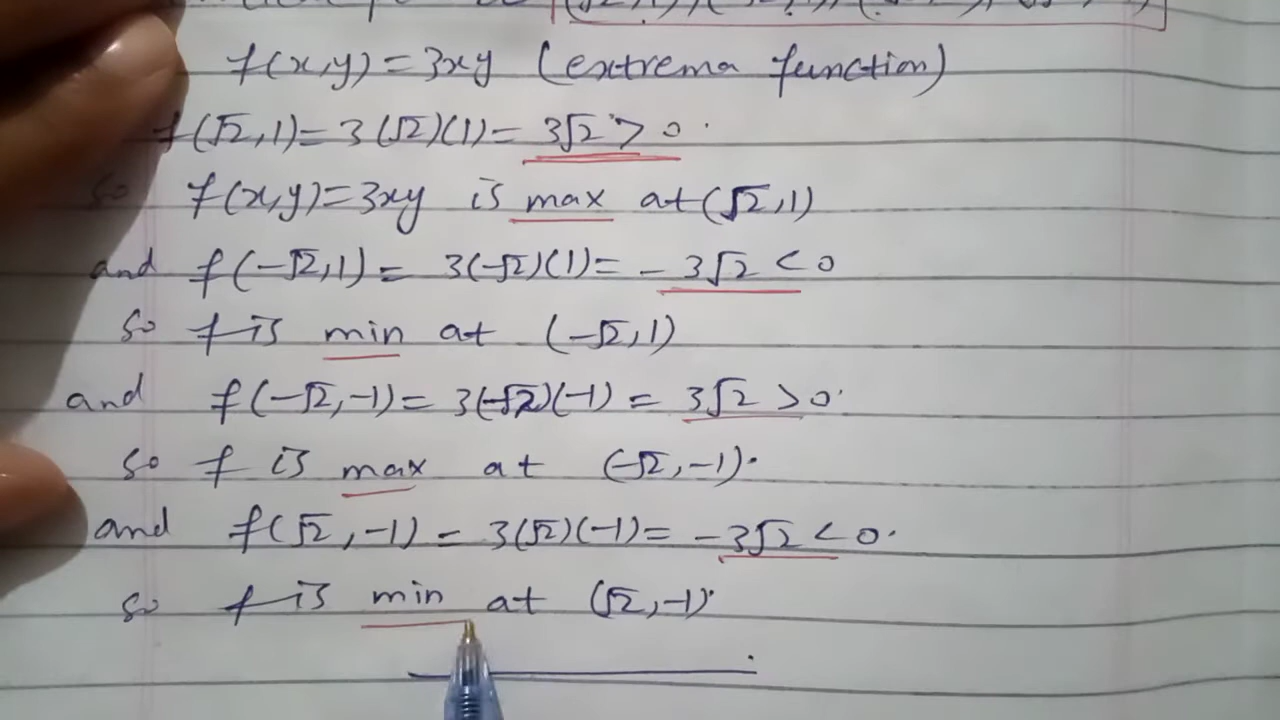 f(x,y) = 3xy (extrema function)
f(√2,1) = 3(√2)(1) = 3√2 > 0.
so f(x,y) = 3xy is max at (√2,1)
and f(-√2,1) = 3(-√2)(1) = -3√2 < 0
so f is min at (-√2,1)
and f(-√2,-1) = 3(-√2)(-1) = 3√2 > 0.
so f is max at (-√2,-1).
and f(√2,-1) = 3(√2)(-1) = -3√2 < 0.
so f is min at (√2,-1).